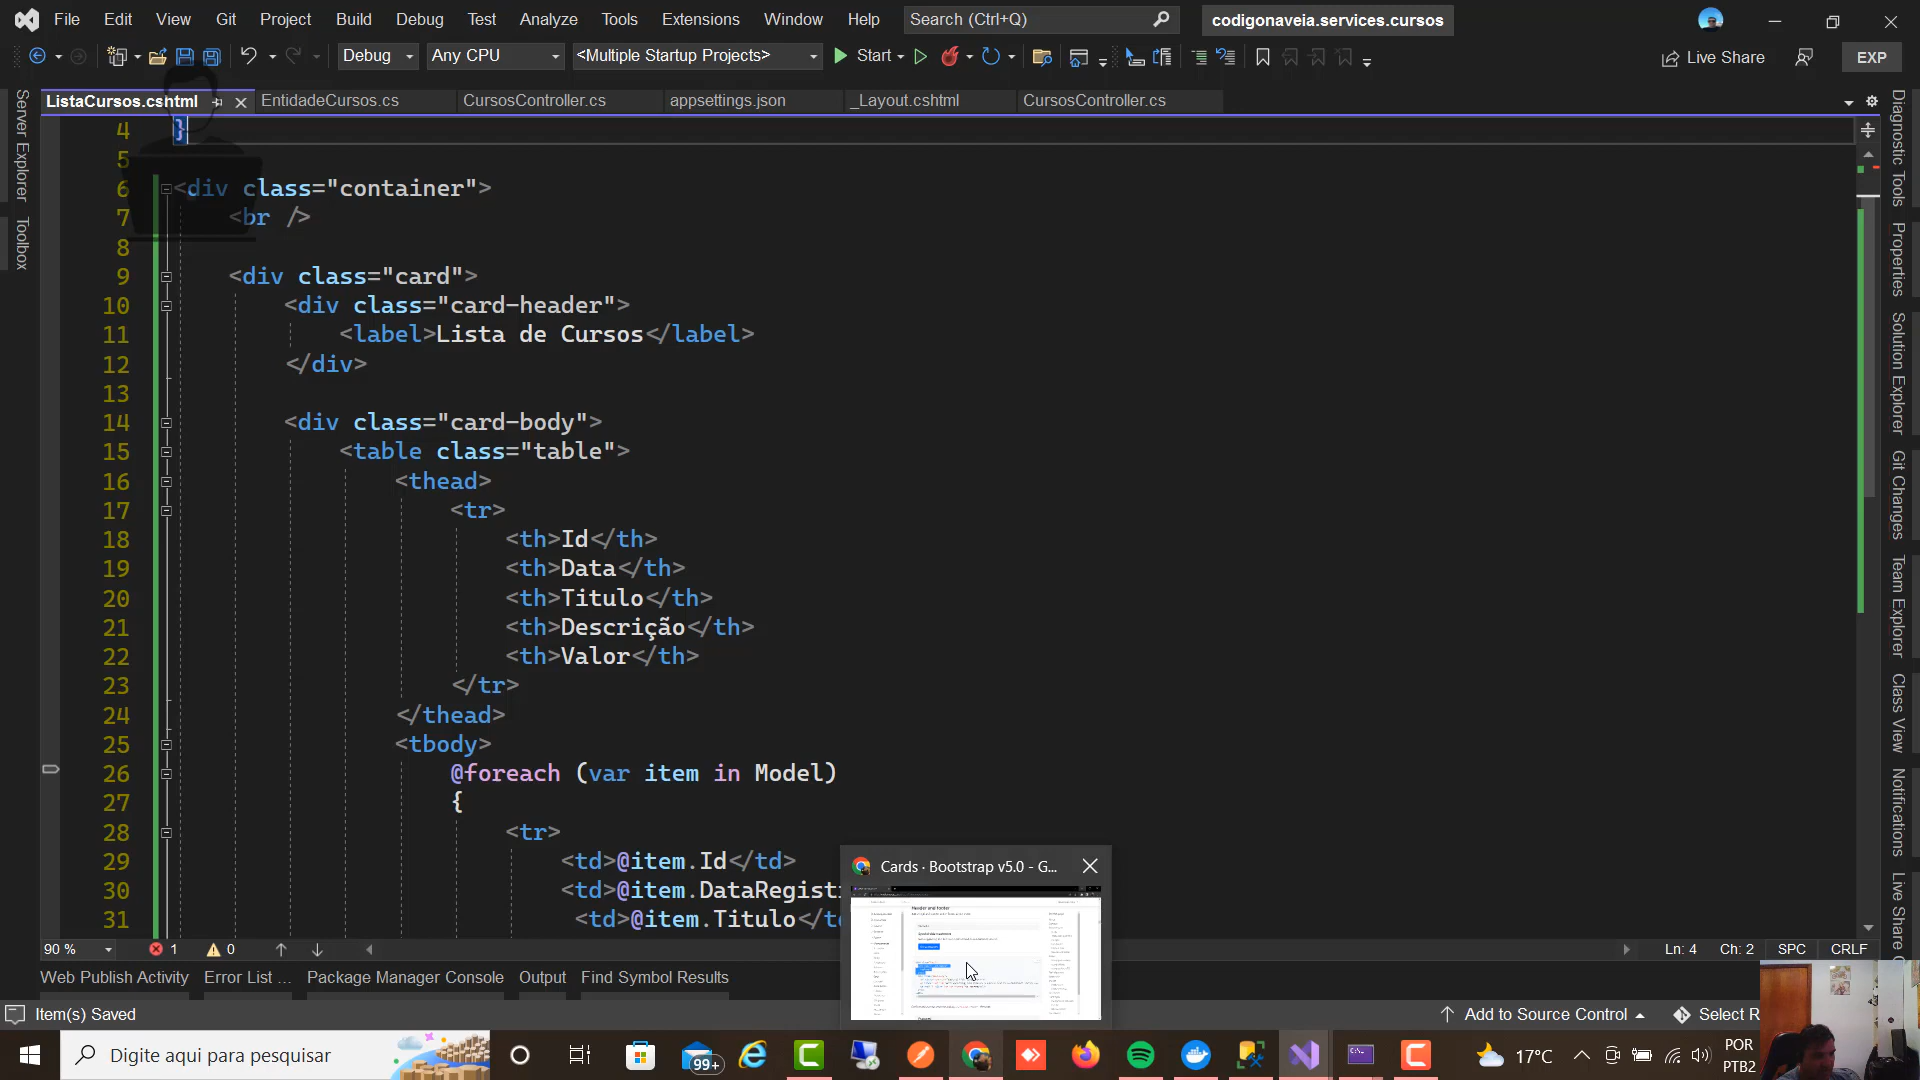 File Edit View Git Project Build Debug Test Analyze Tools Extensions Window Help Search (Ctrl+Q) codigonaveia.services.cursos
Debug Any CPU <Multiple Startup Projects> Start Live Share EXP
ListaCursos.cshtml EntidadeCursos.cs CursosController.cs appsettings.json _Layout.cshtml CursosController.cs
Server Explorer
Toolbox
4 }
5
6 <div class="container">
7 <br />
8
9 <div class="card">
10 <div class="card-header">
11 <label>Lista de Cursos</label>
12 </div>
13
14 <div class="card-body">
15 <table class="table">
16 <thead>
17 <tr>
18 <th>Id</th>
19 <th>Data</th>
20 <th>Titulo</th>
21 <th>Descrição</th>
22 <th>Valor</th>
23 </tr>
24 </thead>
25 <tbody>
26 @foreach (var item in Model)
27 {
28 <tr>
29 <td>@item.Id</td>
30 <td>@item.DataRegist
31 <td>@item.Titulo</t
Diagnostic Tools
Properties
Solution Explorer
Git Changes
Team Explorer
Class View
Notifications
Live Share
Cards · Bootstrap v5.0 - G...
90 % 1 0 Ln: 4 Ch: 2 SPC CRLF
Web Publish Activity Error List ... Package Manager Console Output Find Symbol Results
Item(s) Saved Add to Source Control Select R
Digite aqui para pesquisar 99+ 17°C POR
PTB2